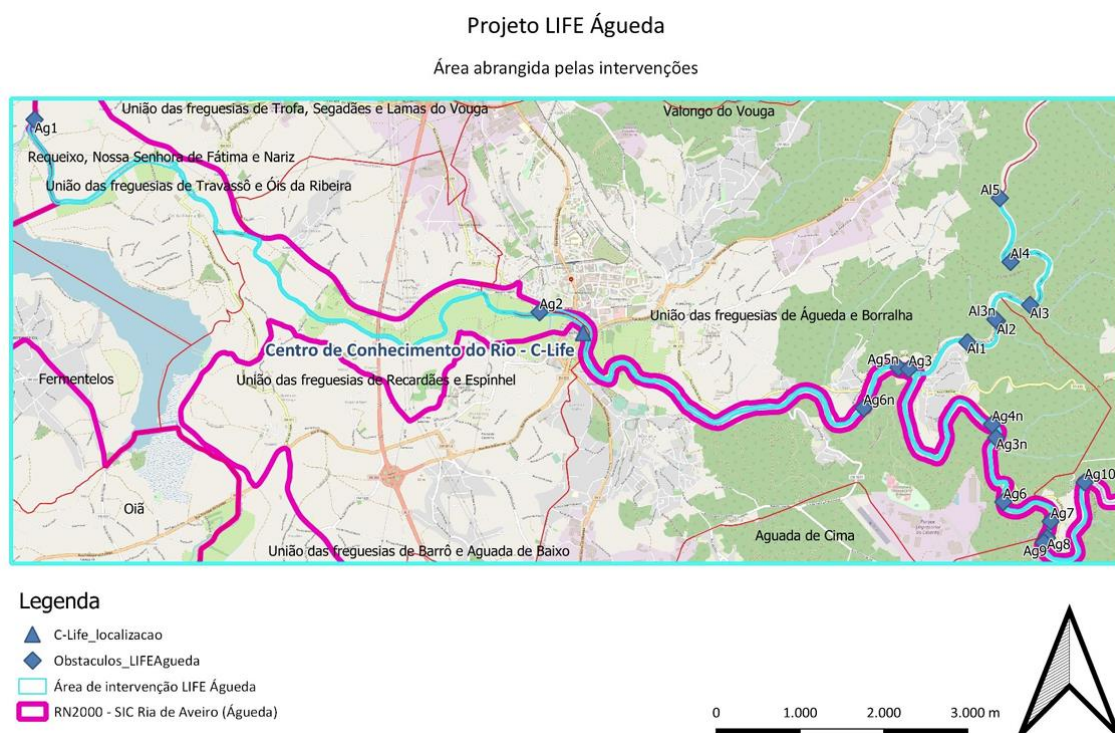 Projeto LIFE Águeda
Área abrangida pelas intervenções
União das freguesias de Trofa, Segadães e Lamas do Vouga
Valongo do Vouga
Ag1
Requeixo, Nossa Senhora de Fátima e Nariz
União das freguesias de Travassô e Óis da Ribeira
Al5
Al4
Ag2
Al3n
Al3
União das freguesias de Águeda e Borralha
Al2
Centro de Conhecimento do Rio - C-Life
Al1
Ag5n
Ag3
Fermentelos
União das freguesias de Recardães e Espinhel
Ag6n
Ag4n
Ag3n
Ag10
Ag6
Oiã
Ag7
Aguada de Cima
Ag8
Ag9
União das freguesias de Barrô e Aguada de Baixo
Legenda
C-Life_localizacao
Obstaculos_LIFEAgueda
Área de intervenção LIFE Águeda
RN2000 - SIC Ria de Aveiro (Águeda)
0 1.000 2.000 3.000 m